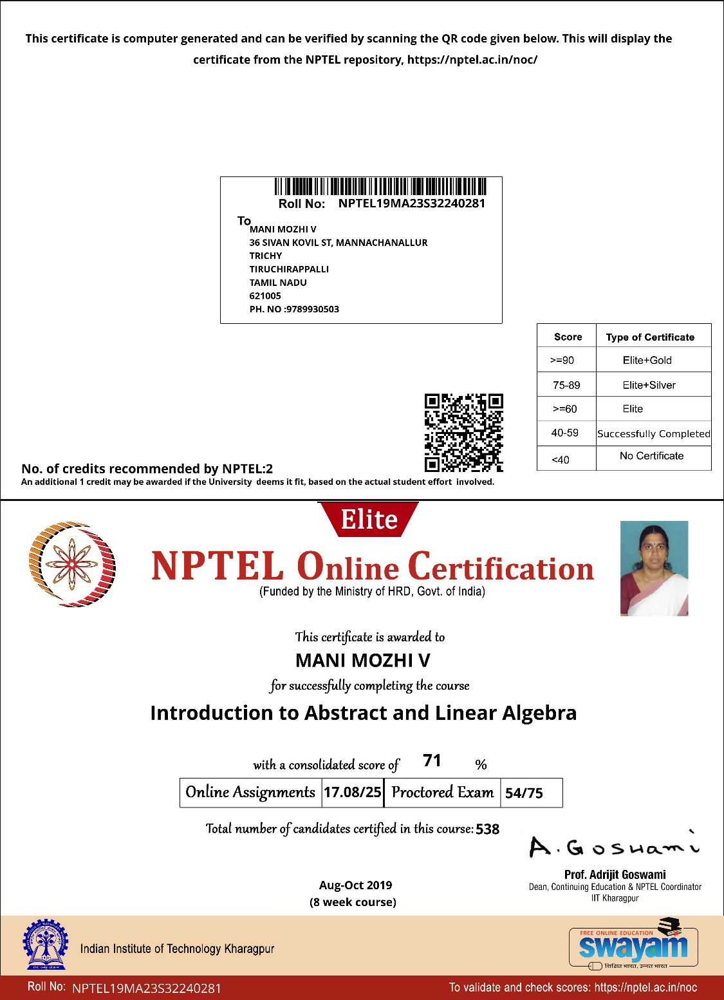 This certificate is computer generated and can be verified by scanning the QR code given below. This will display the
certificate from the NPTEL repository, https://nptel.ac.in/noc/
Roll No: NPTEL19MA23S32240281
To
MANI MOZHI V
36 SIVAN KOVIL ST, MANNACHANALLUR
TRICHY
TIRUCHIRAPPALLI
TAMIL NADU
621005
PH. NO :9789930503
Score Type of Certificate
>=90 Elite+Gold
75-89 Elite+Silver
>=60 Elite
40-59 Successfully Completed
<40 No Certificate
No. of credits recommended by NPTEL:2
An additional 1 credit may be awarded if the University deems it fit, based on the actual student effort involved.
Elite
NPTEL Online Certification
(Funded by the Ministry of HRD, Govt. of India)
This certificate is awarded to
MANI MOZHI V
for successfully completing the course
Introduction to Abstract and Linear Algebra
with a consolidated score of 71 %
Online Assignments 17.08/25 Proctored Exam 54/75
Total number of candidates certified in this course: 538
A. Goswami
Prof. Adrijit Goswami
Dean, Continuing Education & NPTEL Coordinator
IIT Kharagpur
Aug-Oct 2019
(8 week course)
Indian Institute of Technology Kharagpur
FREE ONLINE EDUCATION
swayam
शिक्षित भारत, उन्नत भारत
Roll No: NPTEL19MA23S32240281
To validate and check scores: https://nptel.ac.in/noc